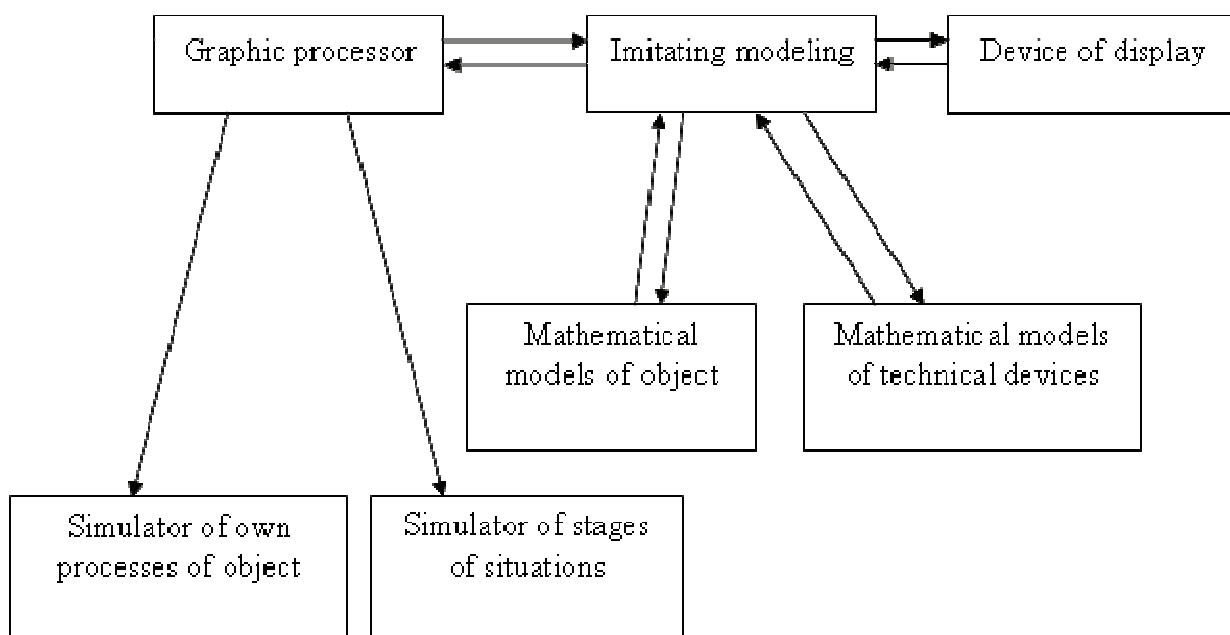 Graphic processor
Imitating modeling
Device of display
Mathematical
models of object
Mathematical models
of technical devices
Simulator of own
processes of object
Simulator of stages
of situations